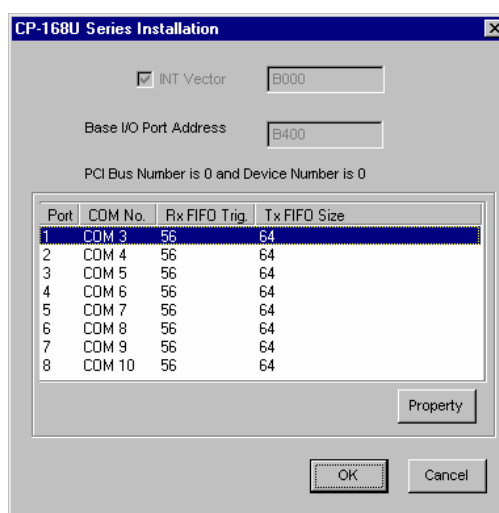 CP-168U Series Installation
INT Vector B000
Base I/O Port Address B400
PCI Bus Number is 0 and Device Number is 0
Port COM No. Rx FIFO Trig. Tx FIFO Size
1 COM 3 56 64
2 COM 4 56 64
3 COM 5 56 64
4 COM 6 56 64
5 COM 7 56 64
6 COM 8 56 64
7 COM 9 56 64
8 COM 10 56 64
Property
OK Cancel